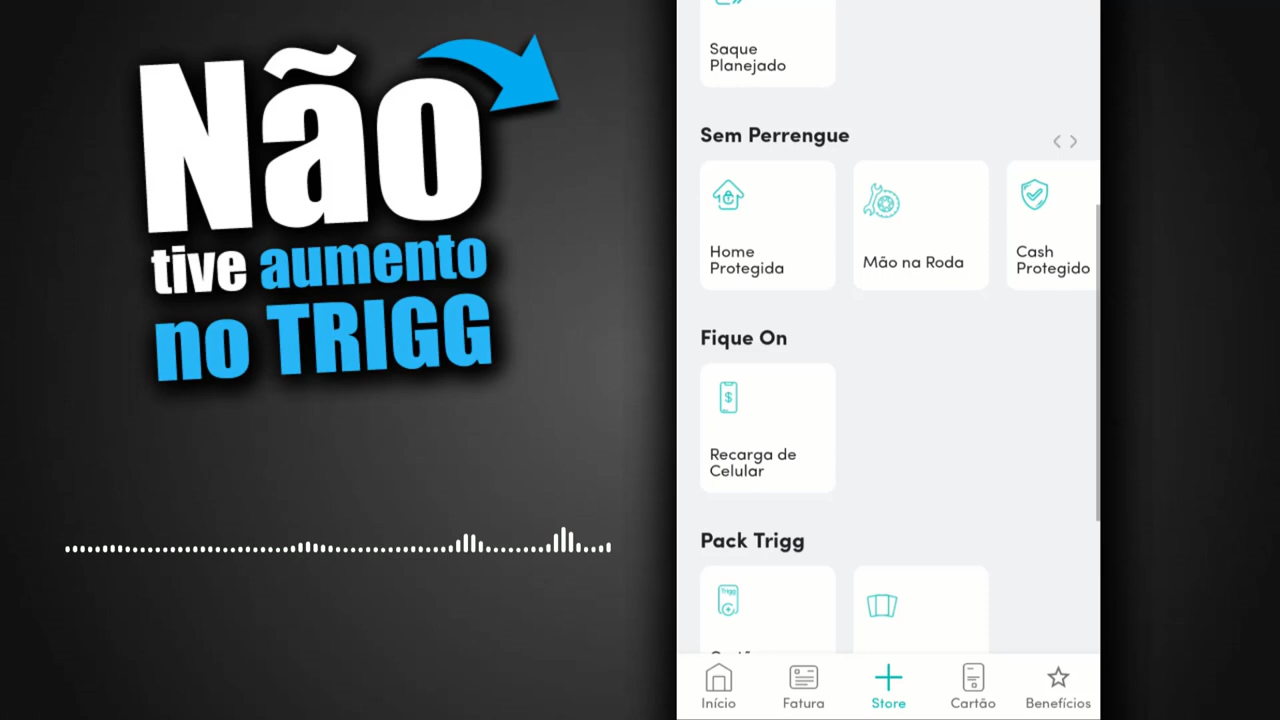 Não
tive aumento
no TRIGG
Saque
Planejado
Sem Perrengue
Home
Protegida
Mão na Roda
Cash
Protegido
Fique On
Recarga de
Celular
Pack Trigg
Trigg
Início
Fatura
Store
Cartão
Benefícios